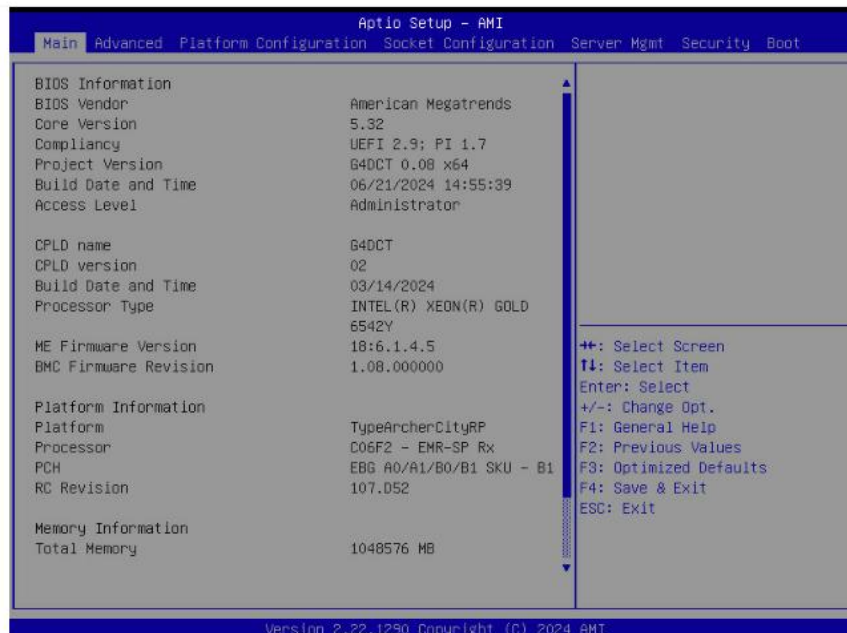 Aptio Setup – AMI
Main Advanced Platform Configuration Socket Configuration Server Mgmt Security Boot
BIOS Information
BIOS Vendor American Megatrends
Core Version 5.32
Compliancy UEFI 2.9; PI 1.7
Project Version G4DCT 0.08 x64
Build Date and Time 06/21/2024 14:55:39
Access Level Administrator
CPLD name G4DCT
CPLD version 02
Build Date and Time 03/14/2024
Processor Type INTEL(R) XEON(R) GOLD
6542Y
ME Firmware Version 18:6.1.4.5
BMC Firmware Revision 1.08.000000
Platform Information
Platform TypeArcherCityRP
Processor C06F2 - EMR-SP Rx
PCH EBG A0/A1/B0/B1 SKU - B1
RC Revision 107.D52
Memory Information
Total Memory 1048576 MB
→←: Select Screen
↑↓: Select Item
Enter: Select
+/-: Change Opt.
F1: General Help
F2: Previous Values
F3: Optimized Defaults
F4: Save & Exit
ESC: Exit
Version 2.22.1290 Copyright (C) 2024 AMI